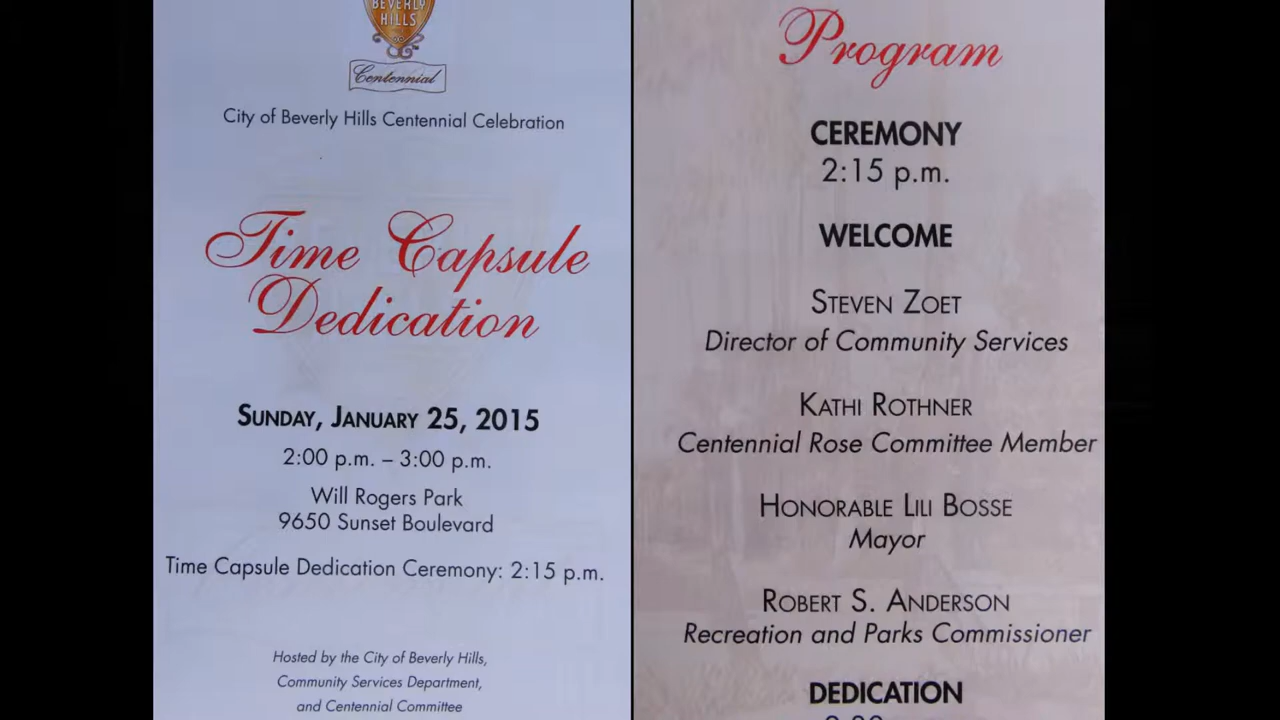 BEVERLY
HILLS
Centennial
City of Beverly Hills Centennial Celebration
Time Capsule
Dedication
SUNDAY, JANUARY 25, 2015
2:00 p.m. – 3:00 p.m.
Will Rogers Park
9650 Sunset Boulevard
Time Capsule Dedication Ceremony: 2:15 p.m.
Hosted by the City of Beverly Hills,
Community Services Department,
and Centennial Committee
Program
CEREMONY
2:15 p.m.
WELCOME
STEVEN ZOET
Director of Community Services
KATHI ROTHNER
Centennial Rose Committee Member
HONORABLE LILI BOSSE
Mayor
ROBERT S. ANDERSON
Recreation and Parks Commissioner
DEDICATION